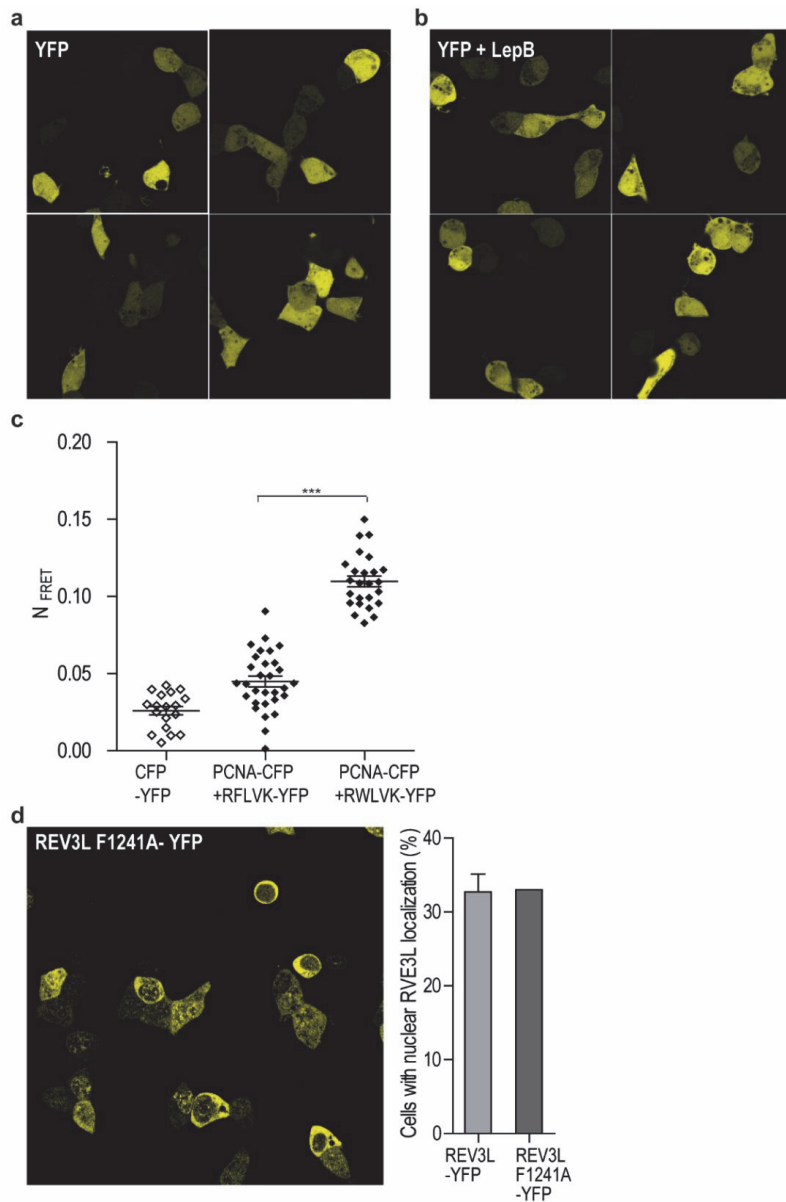 a
YFP
b
YFP + LepB
c
0.20
0.15
0.10
0.05
0.00
N FRET
***
CFP
-YFP
PCNA-CFP
+RFLVK-YFP
PCNA-CFP
+RWLVK-YFP
d
REV3L F1241A- YFP
Cells with nuclear RVE3L localization (%)
40
30
20
10
0
REV3L
-YFP
REV3L
F1241A
-YFP